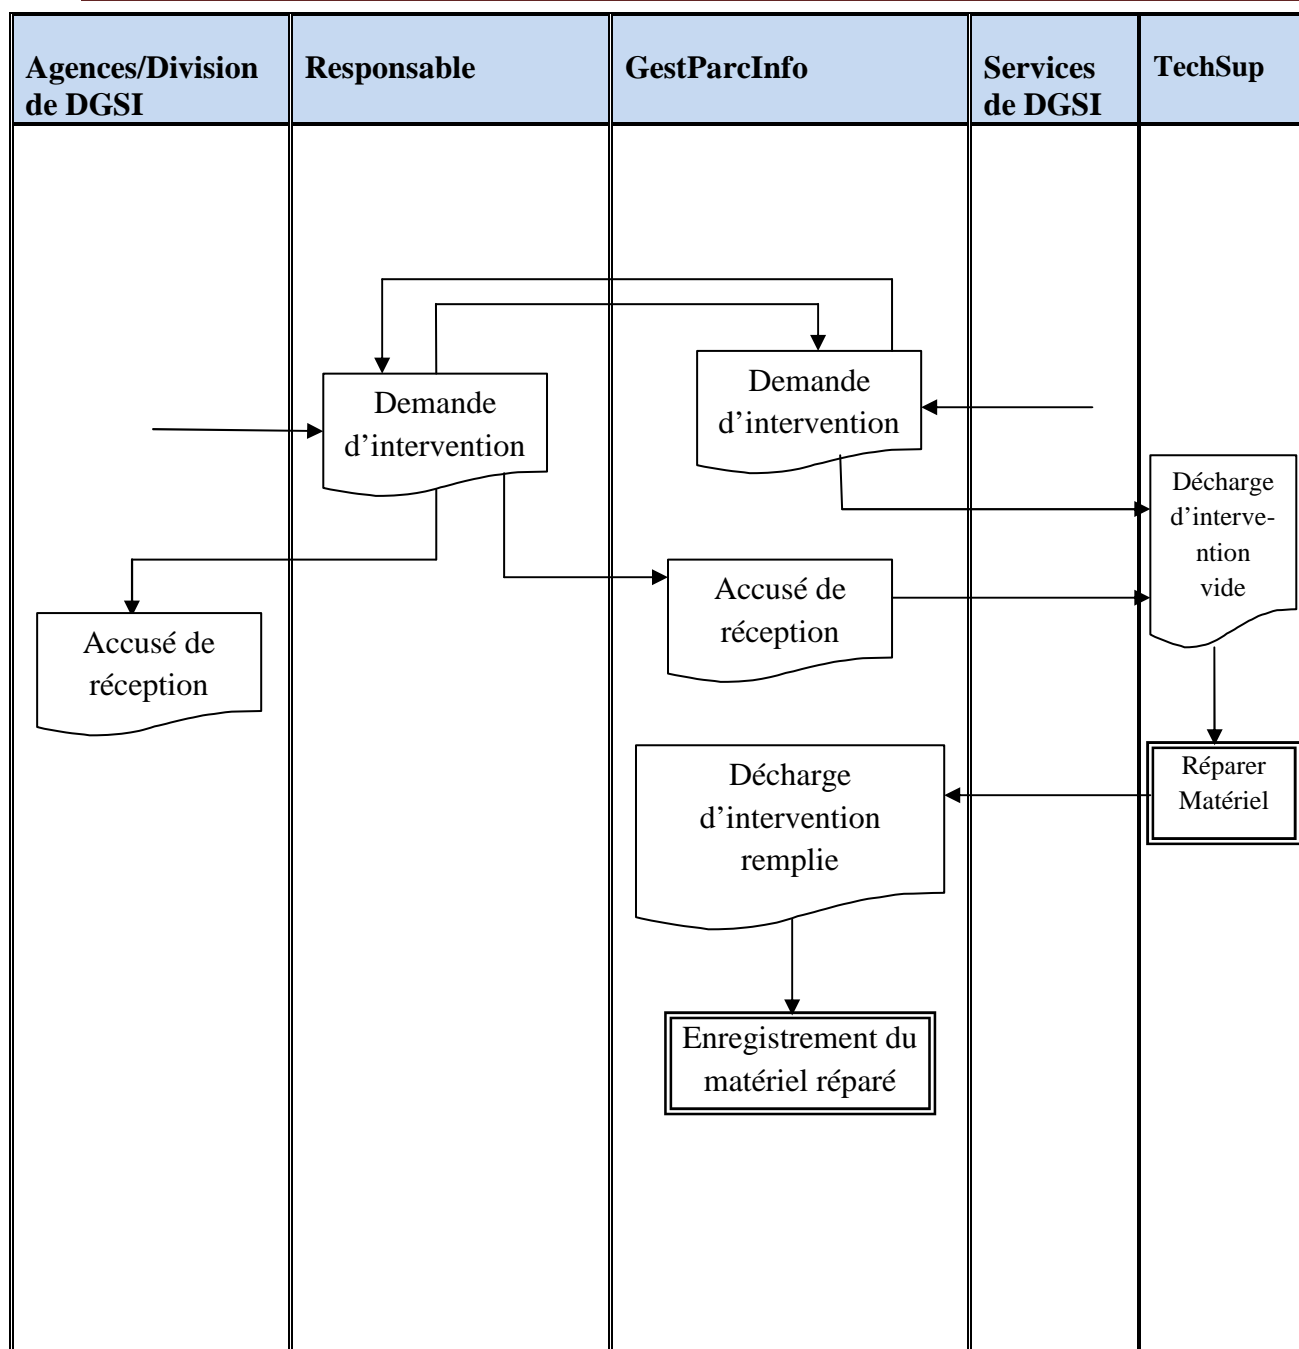 Agences/Division
de DGSI
Responsable
GestParcInfo
Services
de DGSI
TechSup
Demande
d’intervention
Demande
d’intervention
Décharge
d’interve-
ntion
vide
Accusé de
réception
Accusé de
réception
Décharge
d’intervention
remplie
Réparer
Matériel
Enregistrement du
matériel réparé